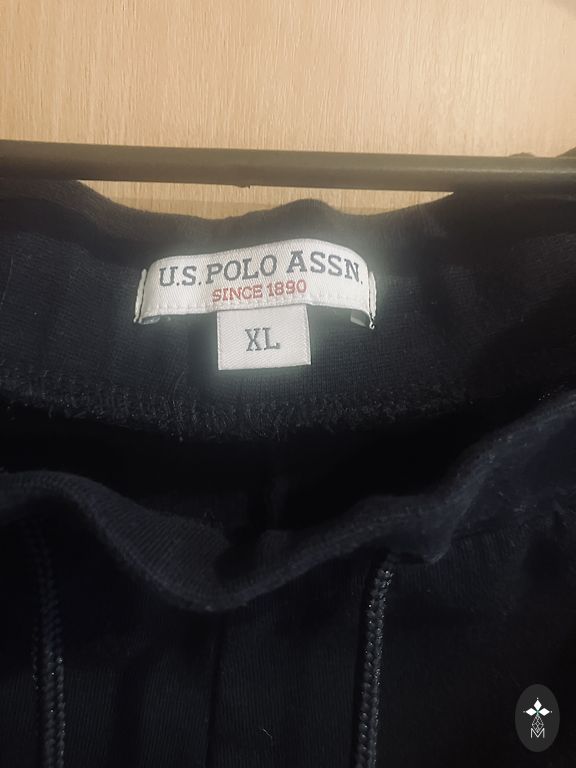 U.S. POLO ASSN.
SINCE 1890
XL
M